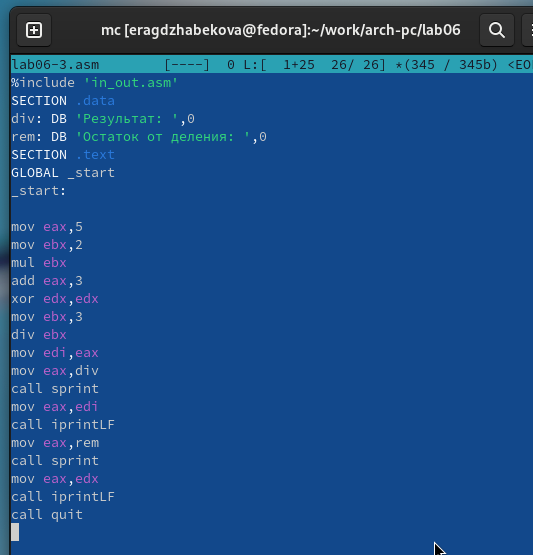 mc [eragdzhabekova@fedora]:~/work/arch-pc/lab06
lab06-3.asm [----] 0 L:[ 1+25 26/ 26] *(345 / 345b) <EO
%include 'in_out.asm'
SECTION .data
div: DB 'Результат: ',0
rem: DB 'Остаток от деления: ',0
SECTION .text
GLOBAL _start
_start:
mov eax,5
mov ebx,2
mul ebx
add eax,3
xor edx,edx
mov ebx,3
div ebx
mov edi,eax
mov eax,div
call sprint
mov eax,edi
call iprintLF
mov eax,rem
call sprint
mov eax,edx
call iprintLF
call quit